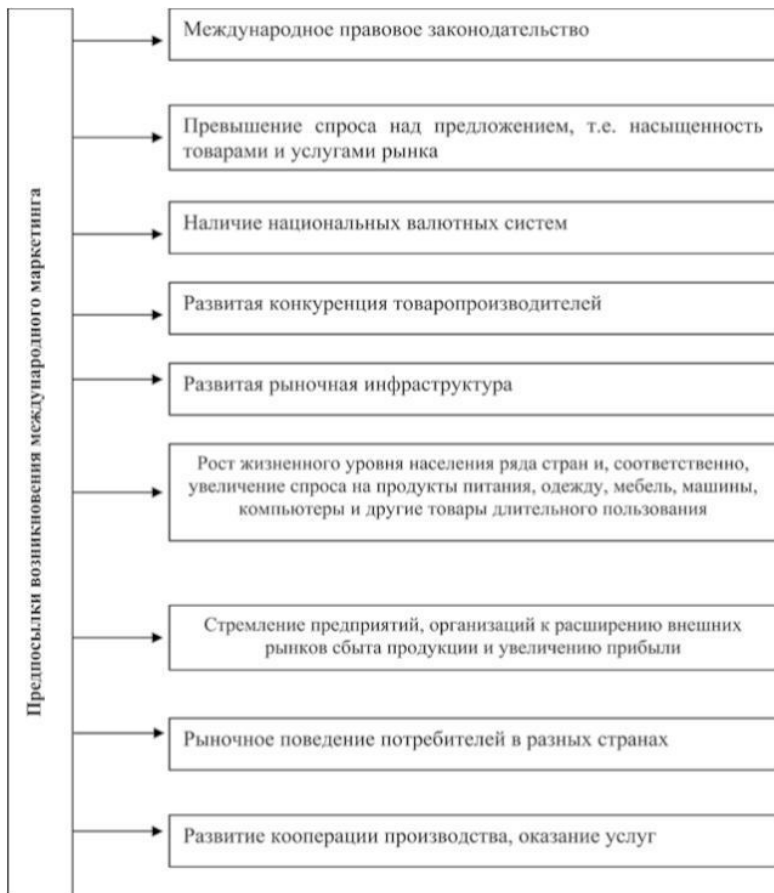 Предпосылки возникновения международного маркетинга
Международное правовое законодательство
Превышение спроса над предложением, т.е. насыщенность
товарами и услугами рынка
Наличие национальных валютных систем
Развитая конкуренция товаропроизводителей
Развитая рыночная инфраструктура
Рост жизненного уровня населения ряда стран и, соответственно,
увеличение спроса на продукты питания, одежду, мебель, машины,
компьютеры и другие товары длительного пользования
Стремление предприятий, организаций к расширению внешних
рынков сбыта продукции и увеличению прибыли
Рыночное поведение потребителей в разных странах
Развитие кооперации производства, оказание услуг